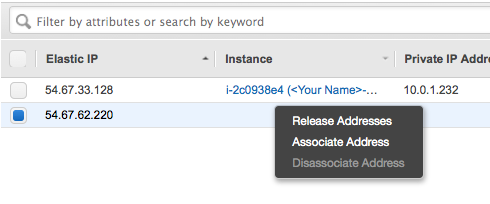 Filter by attributes or search by keyword
Elastic IP Instance Private IP Addre
54.67.33.128 i-2c0938e4 (<Your Name>-... 10.0.1.232
54.67.62.220
Release Addresses
Associate Address
Disassociate Address